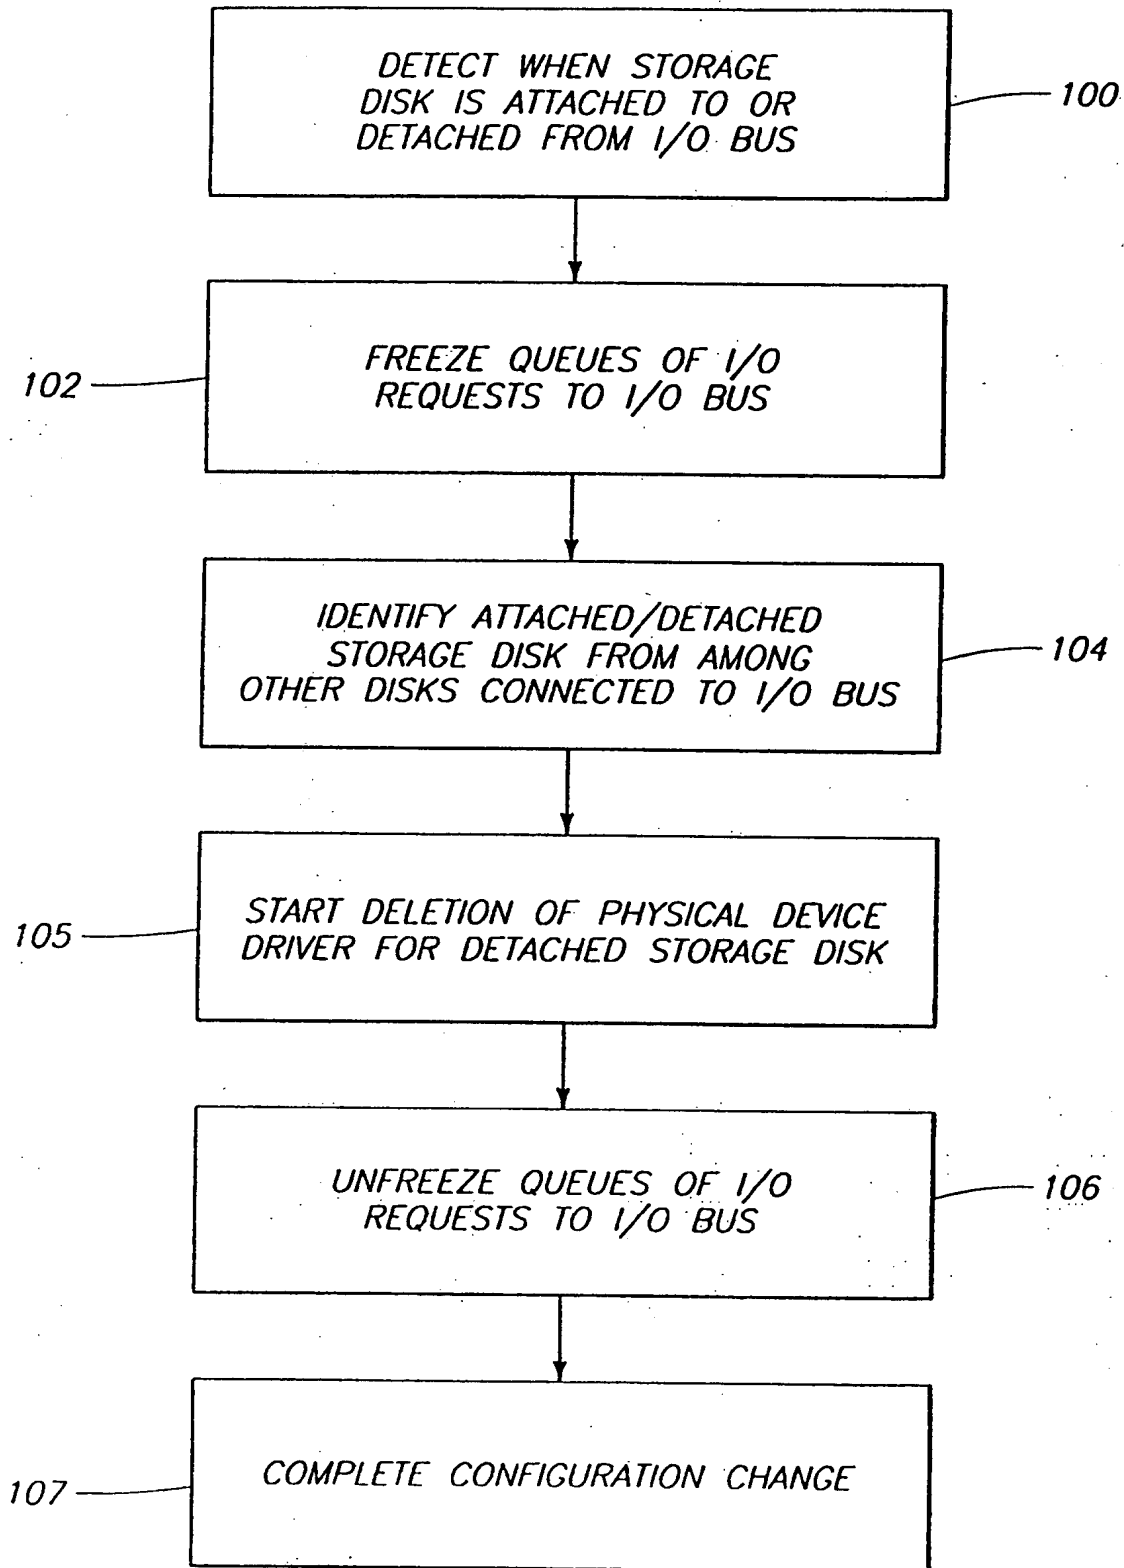 DETECT WHEN STORAGE
DISK IS ATTACHED TO OR
DETACHED FROM I/O BUS
100
FREEZE QUEUES OF I/O
REQUESTS TO I/O BUS
102
IDENTIFY ATTACHED/DETACHED
STORAGE DISK FROM AMONG
OTHER DISKS CONNECTED TO I/O BUS
104
START DELETION OF PHYSICAL DEVICE
DRIVER FOR DETACHED STORAGE DISK
105
UNFREEZE QUEUES OF I/O
REQUESTS TO I/O BUS
106
COMPLETE CONFIGURATION CHANGE
107